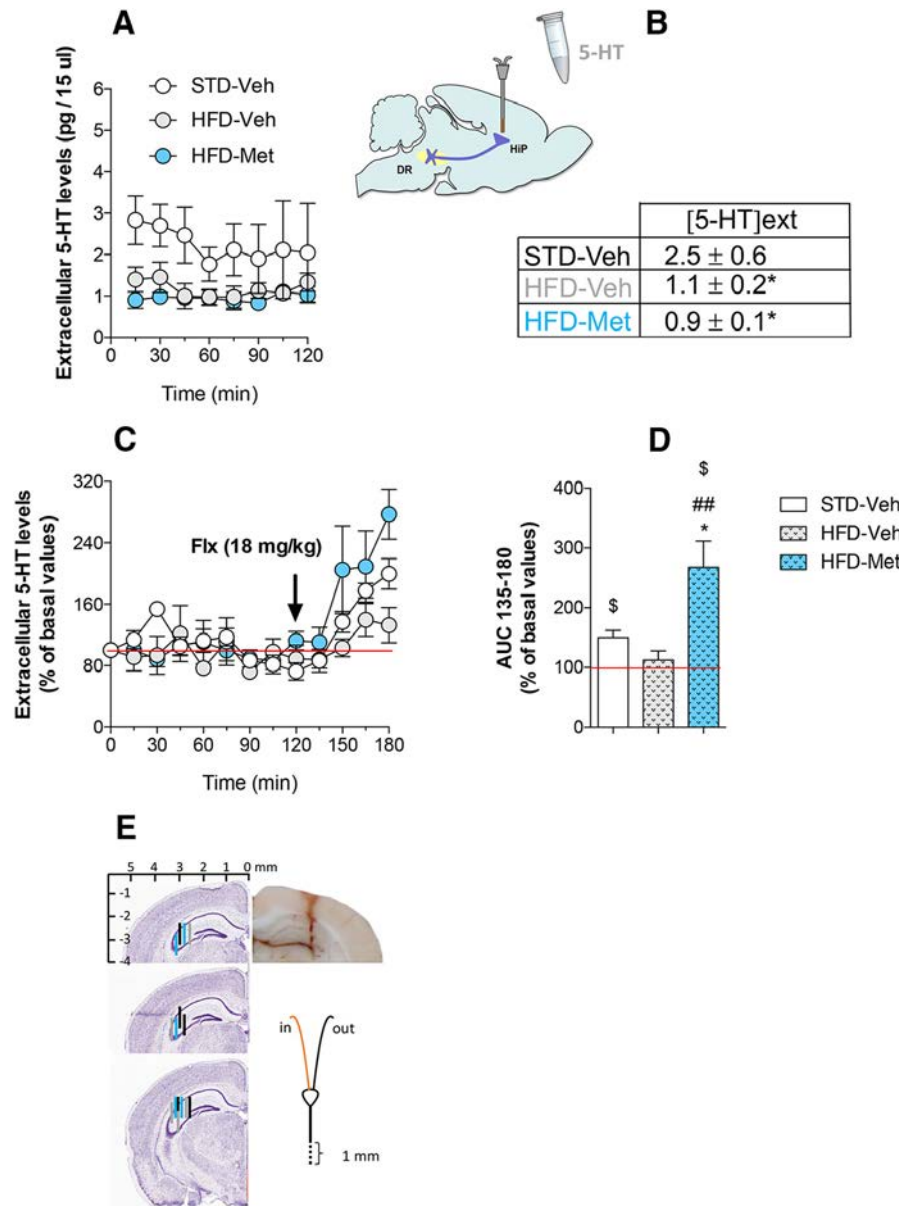 A
Extracellular 5-HT levels (pg / 15 ul)
6
5
4
3
2
1
0
STD-Veh
HFD-Veh
HFD-Met
0 30 60 90 120
Time (min)
5-HT
DR
HiP
B
[5-HT]ext
STD-Veh 2.5 ± 0.6
HFD-Veh 1.1 ± 0.2*
HFD-Met 0.9 ± 0.1*
C
Extracellular 5-HT levels
(% of basal values)
320
240
160
80
0
Flx (18 mg/kg)
0 30 60 90 120 150 180
Time (min)
D
AUC 135-180
(% of basal values)
400
300
200
100
0
$
$
##
*
STD-Veh
HFD-Veh
HFD-Met
E
5 4 3 2 1 0 mm
-1
-2
-3
-4
in
out
1 mm